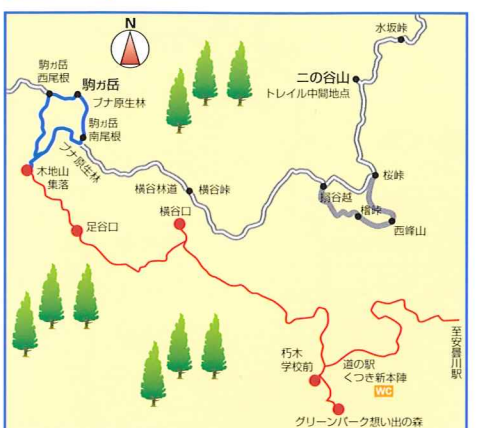 N
水坂峠
駒ヶ岳
西尾根
駒ヶ岳
二の谷山
トレイル中間地点
ブナ原生林
駒ヶ岳
南尾根
ブナ原生林
木地山
集落
横谷林道
横谷峠
桜峠
横谷口
檜峠
西峰山
足谷口
朽木
学校前
道の駅
くつき新本陣
WC
至安曇川駅
グリーンパーク想い出の森